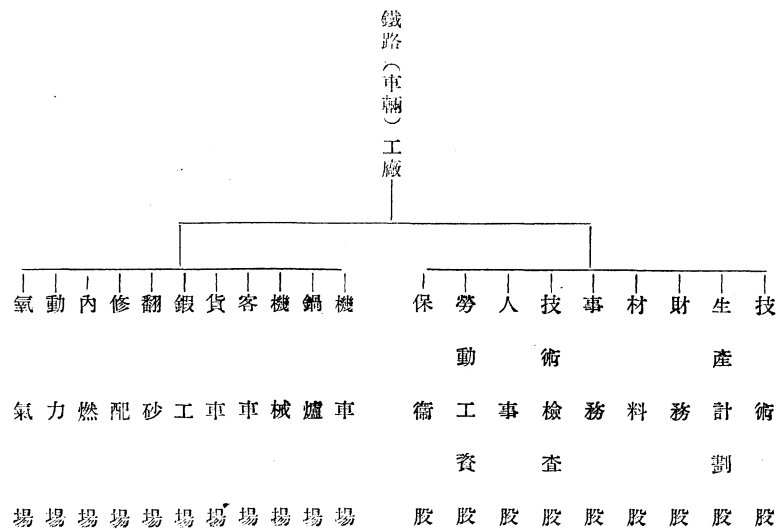 鐵路（車輛）工廠
技術股
生產計劃股
財務股
材料股
事務股
技術檢查股
人事股
勞動工資股
保衞股
機車場
鍋爐場
機械場
客車場
貨車場
鍛工場
翻砂場
修配場
內燃場
動力場
氧氣場